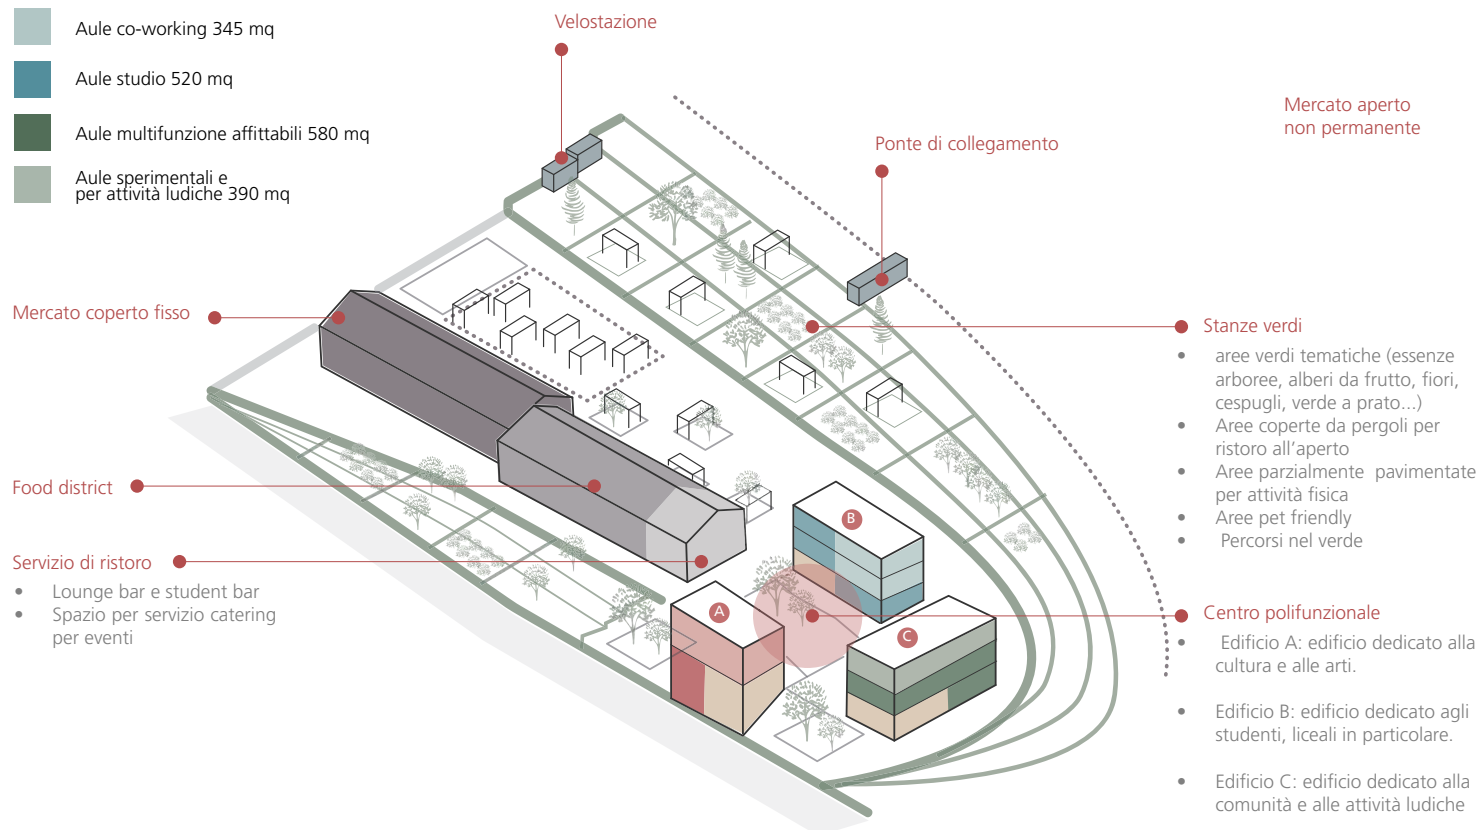 Aule co-working 345 mq
Aule studio 520 mq
Aule multifunzione affittabili 580 mq
Aule sperimentali e
per attività ludiche 390 mq
Velostazione
Ponte di collegamento
Mercato aperto
non permanente
Mercato coperto fisso
Food district
Servizio di ristoro
• Lounge bar e student bar
• Spazio per servizio catering
per eventi
Stanze verdi
• aree verdi tematiche (essenze
arboree, alberi da frutto, fiori,
cespugli, verde a prato...)
• Aree coperte da pergoli per
ristoro all'aperto
• Aree parzialmente pavimentate
per attività fisica
• Aree pet friendly
• Percorsi nel verde
B
A
C
Centro polifunzionale
• Edificio A: edificio dedicato alla
cultura e alle arti.
• Edificio B: edificio dedicato agli
studenti, liceali in particolare.
• Edificio C: edificio dedicato alla
comunità e alle attività ludiche